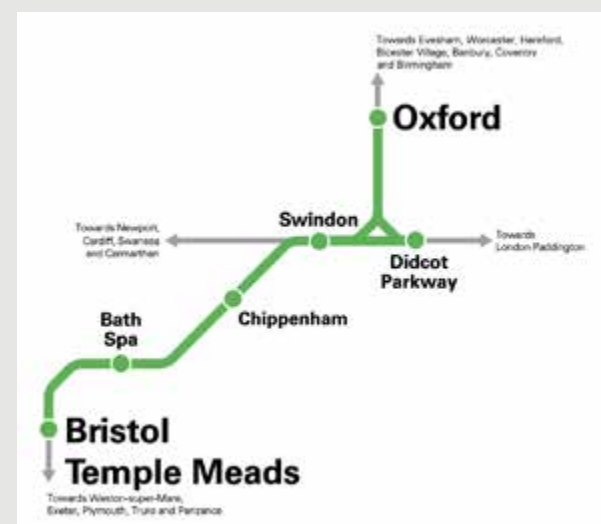 Towards Evesham, Worcester, Hereford,
Bicester Village, Banbury, Coventry
and Birmingham
Oxford
Swindon
Towards Newport,
Cardiff, Swansea
and Carmarthen
Towards
London Paddington
Didcot
Parkway
Chippenham
Bath
Spa
Bristol
Temple Meads
Towards Weston-super-Mare,
Exeter, Plymouth, Truro and Penzance